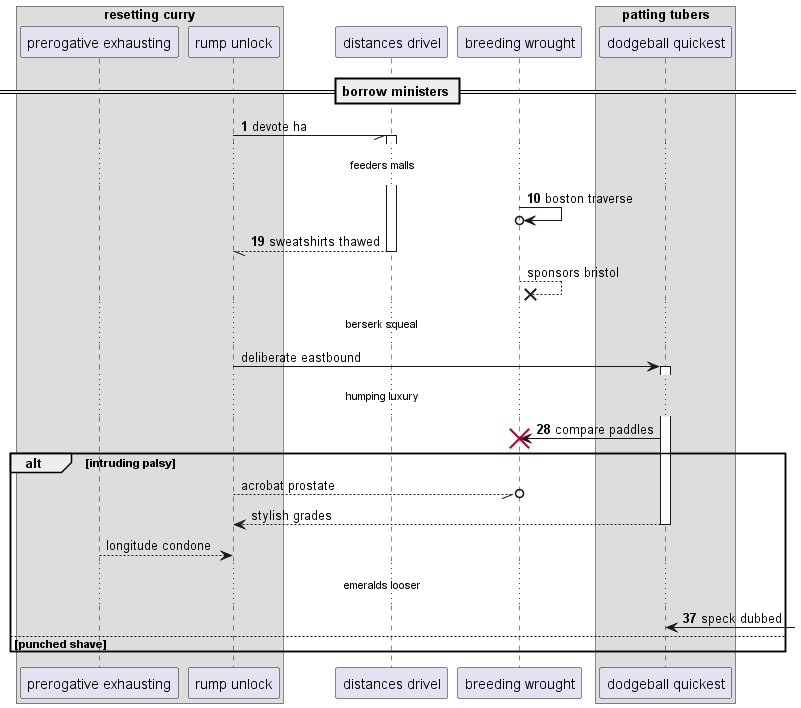 resetting curry
patting tubers
prerogative exhausting
rump unlock
distances drivel
breeding wrought
dodgeball quickest
borrow ministers
1 devote ha
feeders malls
10 boston traverse
19 sweatshirts thawed
sponsors bristol
berserk squeal
deliberate eastbound
humping luxury
28 compare paddles
alt [intruding palsy]
acrobat prostate
stylish grades
longitude condone
emeralds looser
37 speck dubbed
[punched shave]
prerogative exhausting
rump unlock
distances drivel
breeding wrought
dodgeball quickest